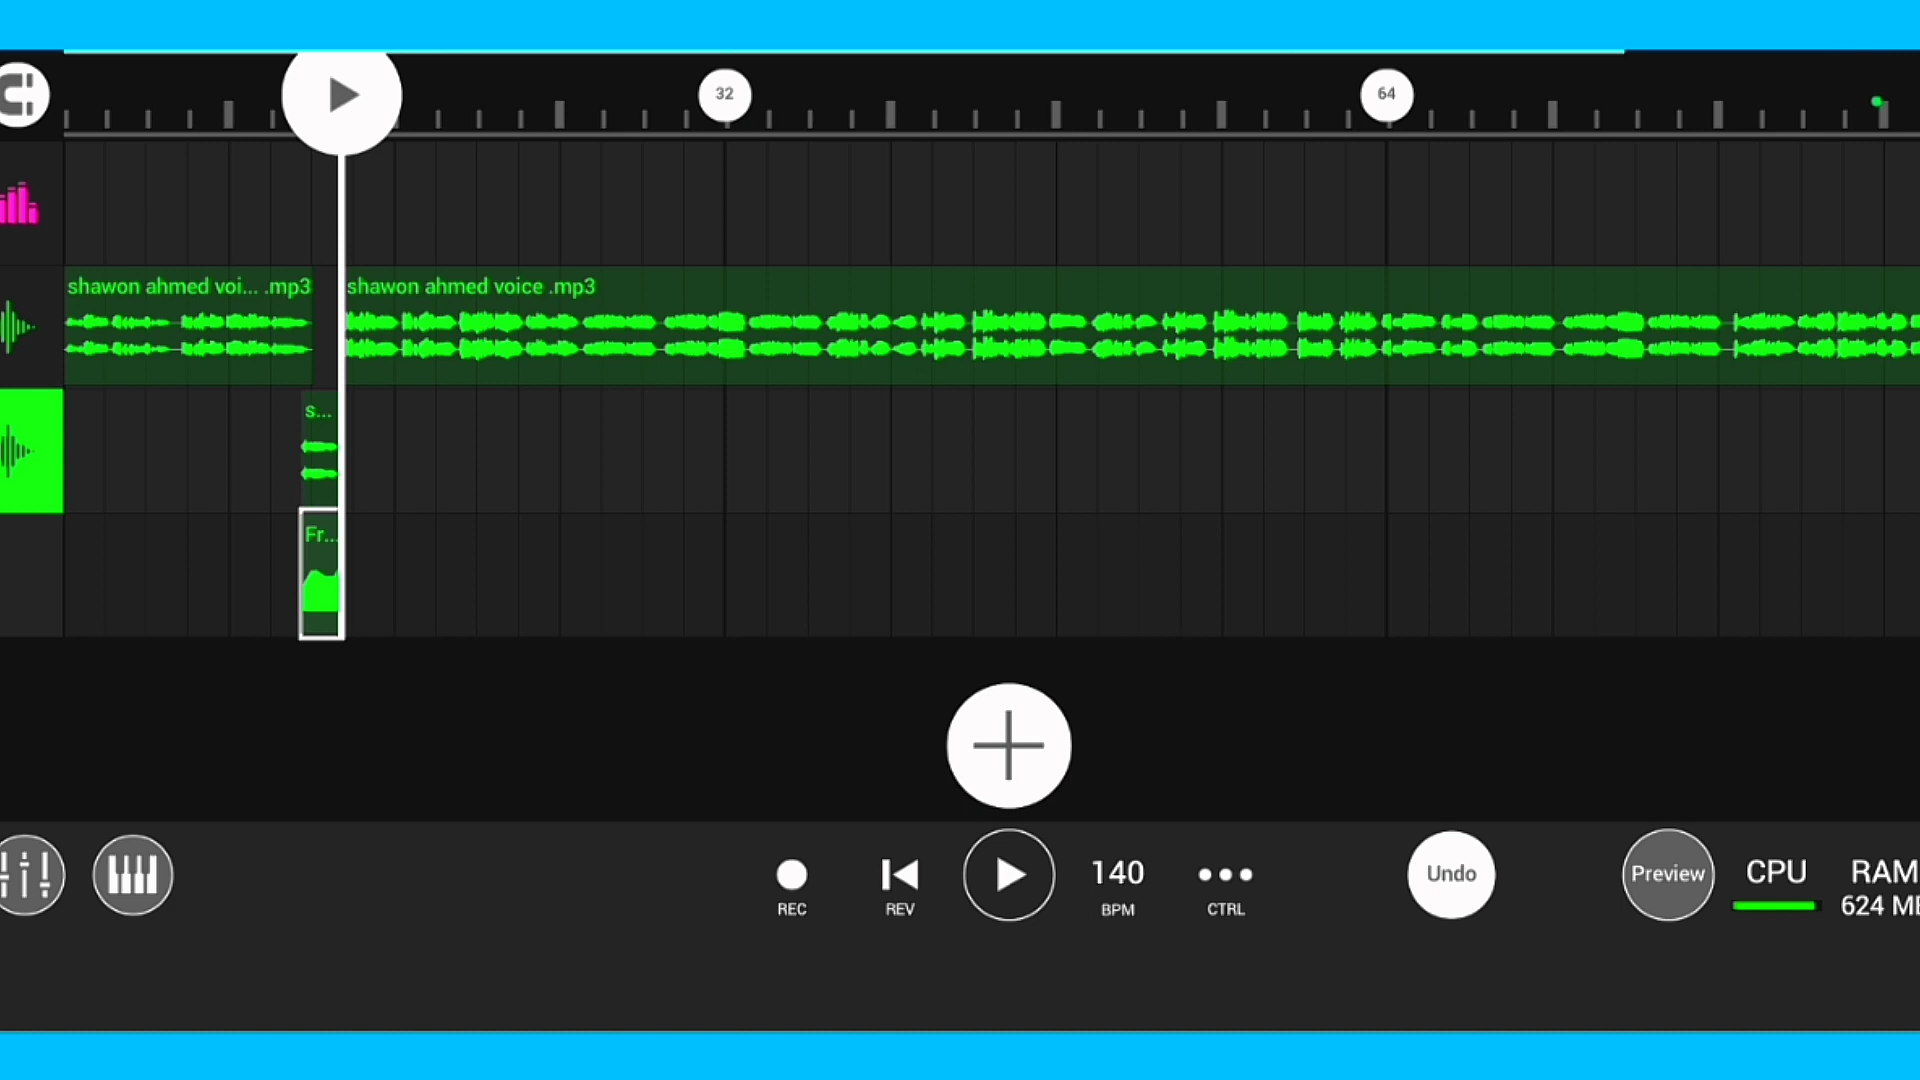 32
64
shawon ahmed voi... .mp3
shawon ahmed voice .mp3
s...
Fr...
140
Undo
Preview
CPU
RAM
REC
REV
BPM
CTRL
624 MB